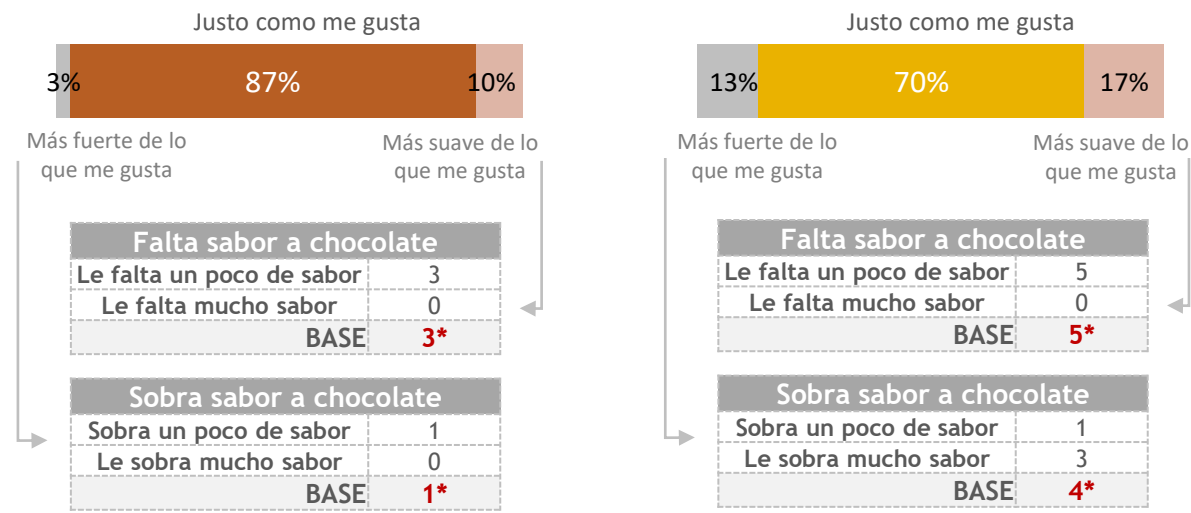 Justo como me gusta
3% 87% 10%
Más fuerte de lo
que me gusta
Más suave de lo
que me gusta
Falta sabor a chocolate
Le falta un poco de sabor 3
Le falta mucho sabor 0
BASE 3*
Sobra sabor a chocolate
Sobra un poco de sabor 1
Le sobra mucho sabor 0
BASE 1*
Justo como me gusta
13% 70% 17%
Más fuerte de lo
que me gusta
Más suave de lo
que me gusta
Falta sabor a chocolate
Le falta un poco de sabor 5
Le falta mucho sabor 0
BASE 5*
Sobra sabor a chocolate
Sobra un poco de sabor 1
Le sobra mucho sabor 3
BASE 4*